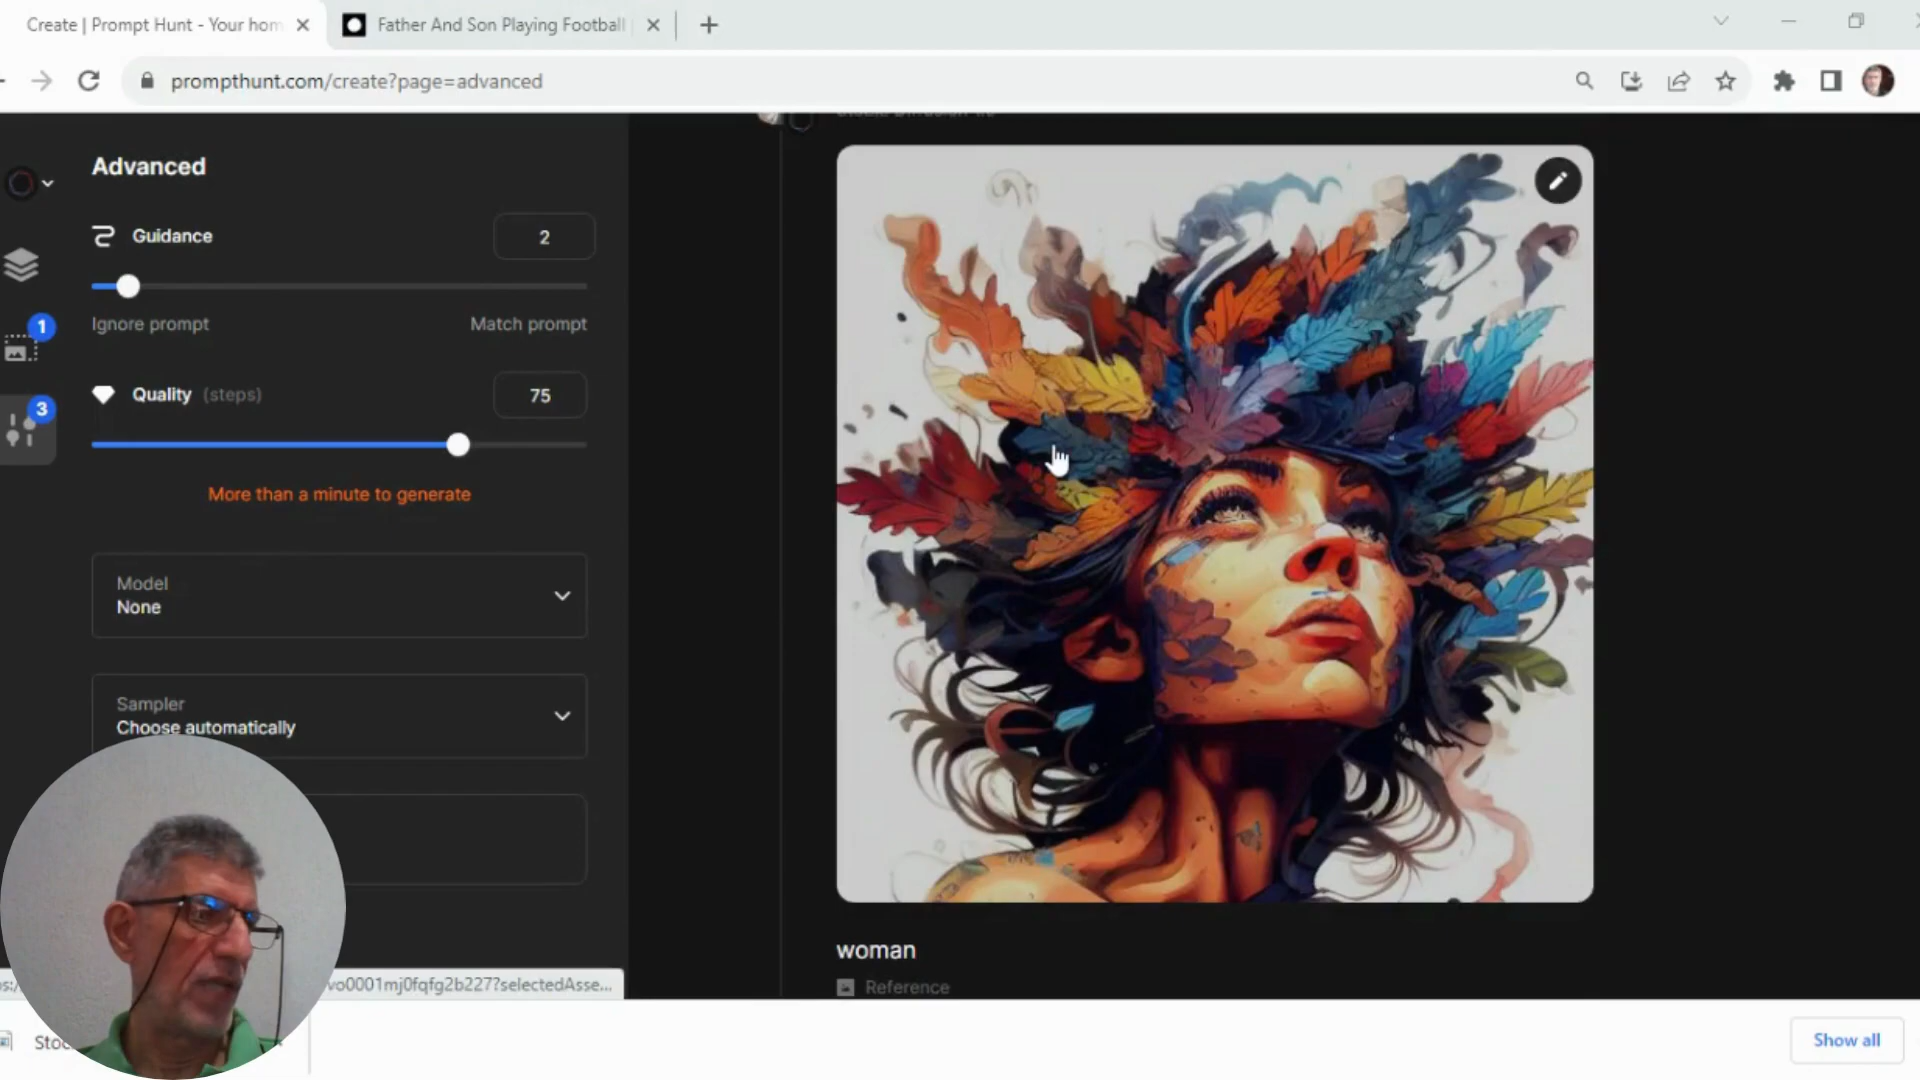 Create | Prompt Hunt - Your hom
Father And Son Playing Football
prompthunt.com/create?page=advanced
Advanced
Guidance
2
Ignore prompt
Match prompt
1
Quality (steps)
75
3
More than a minute to generate
Model
None
Sampler
Choose automatically
woman
Reference
vo0001mj0fqfg2b227?selectedAsse...
Stoc
Show all